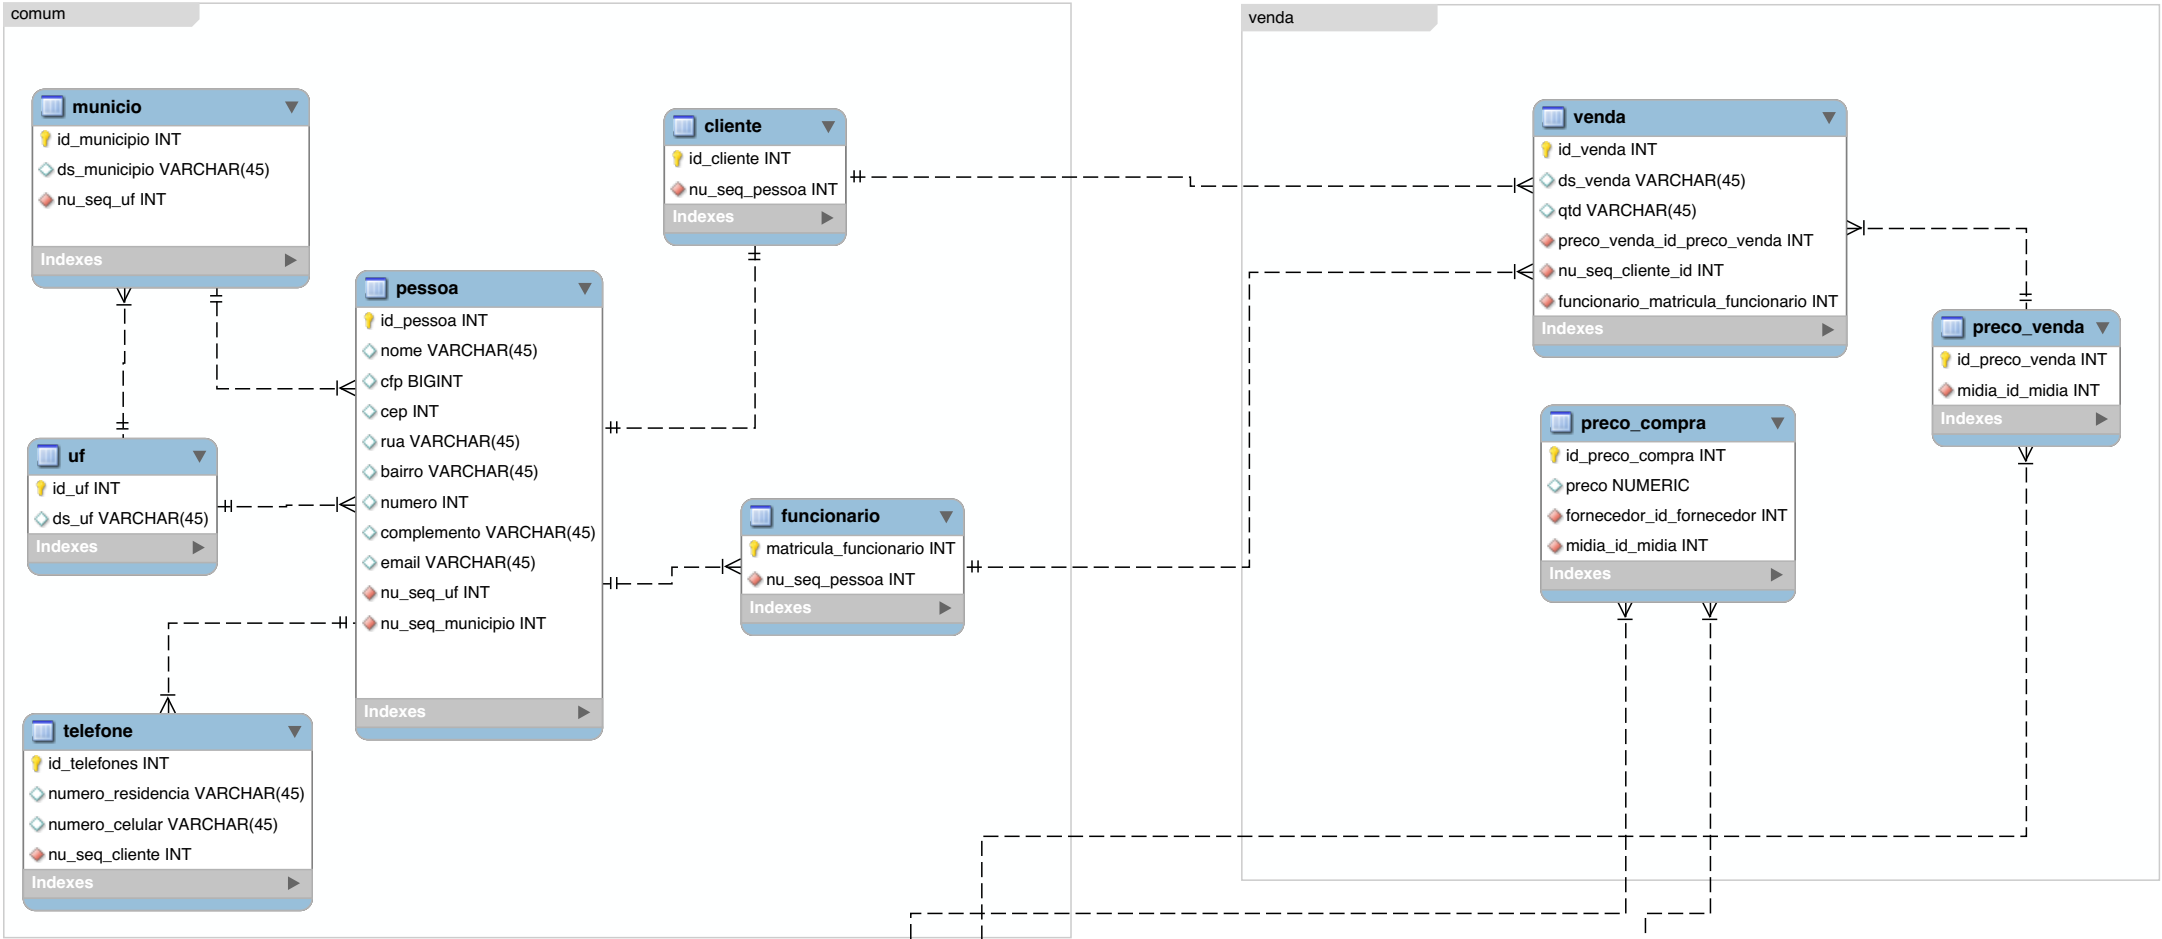 comum
municio
id_municipio INT
ds_municipio VARCHAR(45)
nu_seq_uf INT
Indexes
uf
id_uf INT
ds_uf VARCHAR(45)
Indexes
telefone
id_telefones INT
numero_residencia VARCHAR(45)
numero_celular VARCHAR(45)
nu_seq_cliente INT
Indexes
pessoa
id_pessoa INT
nome VARCHAR(45)
cfp BIGINT
cep INT
rua VARCHAR(45)
bairro VARCHAR(45)
numero INT
complemento VARCHAR(45)
email VARCHAR(45)
nu_seq_uf INT
nu_seq_municipio INT
Indexes
cliente
id_cliente INT
nu_seq_pessoa INT
Indexes
funcionario
matricula_funcionario INT
nu_seq_pessoa INT
Indexes
venda
venda
id_venda INT
ds_venda VARCHAR(45)
qtd VARCHAR(45)
preco_venda_id_preco_venda INT
nu_seq_cliente_id INT
funcionario_matricula_funcionario INT
Indexes
preco_compra
id_preco_compra INT
preco NUMERIC
fornecedor_id_fornecedor INT
midia_id_midia INT
Indexes
preco_venda
id_preco_venda INT
midia_id_midia INT
Indexes